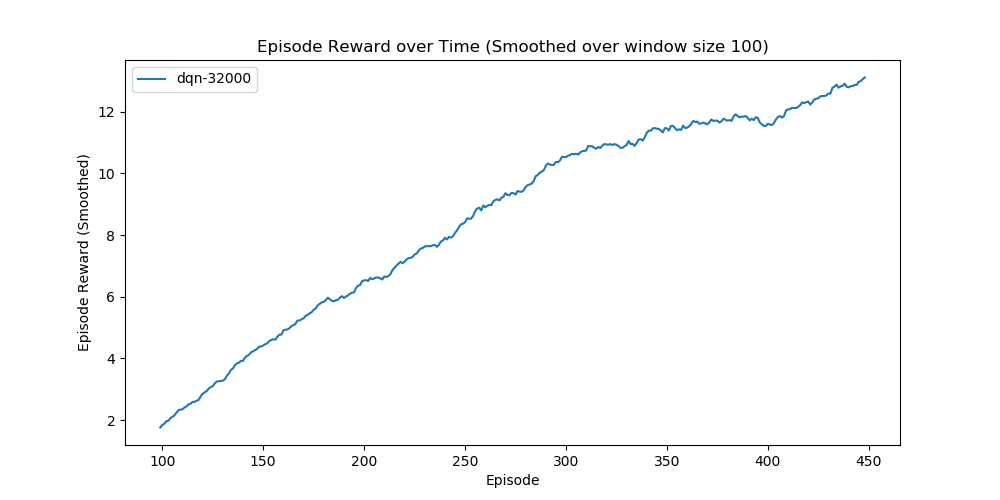 Episode Reward over Time (Smoothed over window size 100)
dqn-32000
12
10
8
6
4
2
Episode Reward (Smoothed)
100 150 200 250 300 350 400 450
Episode